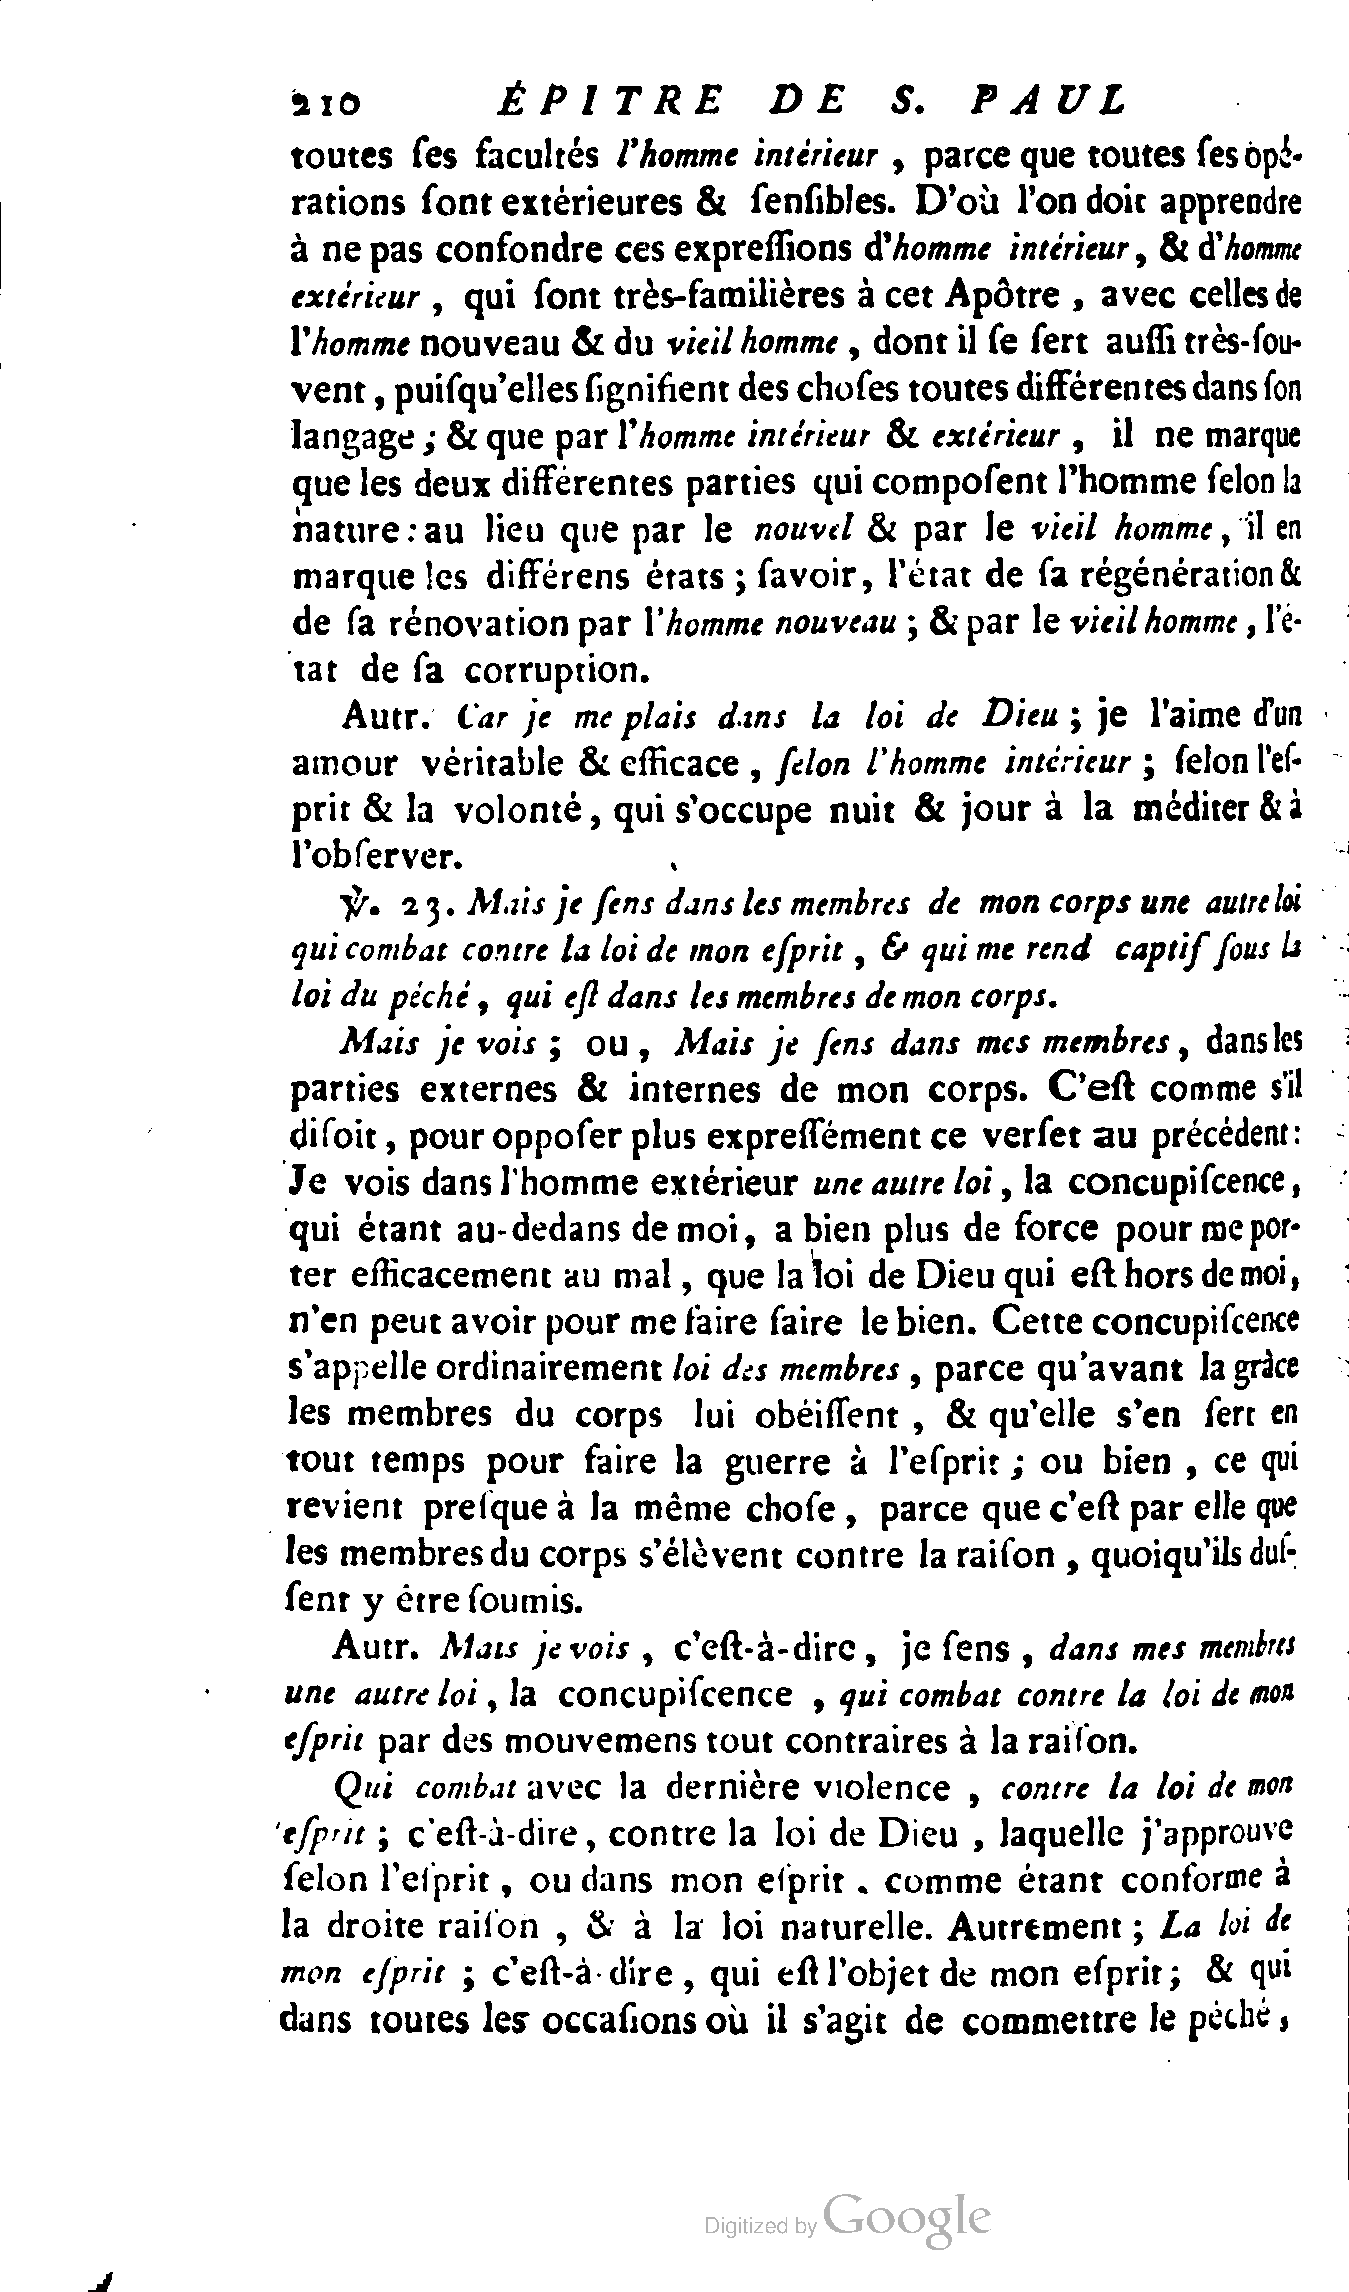 210 ÉPITRE DE S. PAUL
toutes ſes facultés l'homme intérieur , parce que toutes ſes opé-
rations ſont extérieures & ſenſibles. D'où l'on doit apprendre
à ne pas confondre ces expreſſions d'homme intérieur, & d'homme
extérieur , qui ſont très-familières à cet Apôtre , avec celles de
l'homme nouveau & du vieil homme , dont il ſe ſert auſſi très-ſou-
vent , puiſqu'elles ſignifient des choſes toutes différentes dans ſon
langage ; & que par l'homme intérieur & extérieur , il ne marque
que les deux différentes parties qui compoſent l'homme ſelon la
nature : au lieu que par le nouvel & par le vieil homme , il en
marque les différens états ; ſavoir, l'état de ſa régénération &
de ſa rénovation par l'homme nouveau ; & par le vieil homme , l'é-
tat de ſa corruption.
Autr. Car je me plais dans la loi de Dieu ; je l'aime d'un
amour véritable & efficace , ſelon l'homme intérieur ; ſelon l'eſ-
prit & la volonté, qui s'occupe nuit & jour à la méditer & à
l'obſerver.
℣. 23. Mais je ſens dans les membres de mon corps une autre loi
qui combat contre la loi de mon eſprit , & qui me rend captif ſous la
loi du péché , qui eſt dans les membres de mon corps.
Mais je vois ; ou , Mais je ſens dans mes membres , dans les
parties externes & internes de mon corps. C'eſt comme s'il
diſoit , pour oppoſer plus expreſſément ce verſet au précédent :
Je vois dans l'homme extérieur une autre loi , la concupiſcence ,
qui étant au-dedans de moi, a bien plus de force pour me por-
ter efficacement au mal , que la loi de Dieu qui eſt hors de moi ,
n'en peut avoir pour me faire faire le bien. Cette concupiſcence
s'appelle ordinairement loi des membres , parce qu'avant la grâce
les membres du corps lui obéiſſent , & qu'elle s'en ſert en
tout temps pour faire la guerre à l'eſprit ; ou bien , ce qui
revient preſque à la même choſe , parce que c'eſt par elle que
les membres du corps s'élèvent contre la raiſon , quoiqu'ils duſ-
ſent y être ſoumis.
Autr. Mais je vois , c'eſt-à-dire , je ſens , dans mes membres
une autre loi , la concupiſcence , qui combat contre la loi de mon
eſprit par des mouvemens tout contraires à la raiſon.
Qui combat avec la dernière violence , contre la loi de mon
eſprit ; c'eſt-à-dire , contre la loi de Dieu , laquelle j'approuve
ſelon l'eſprit , ou dans mon eſprit , comme étant conforme à
la droite raiſon , & à la loi naturelle. Autrement ; La loi de
mon eſprit ; c'eſt-à-dire , qui eſt l'objet de mon eſprit ; & qui
dans toutes les occaſions où il s'agit de commettre le péché ,
Digitized by Google